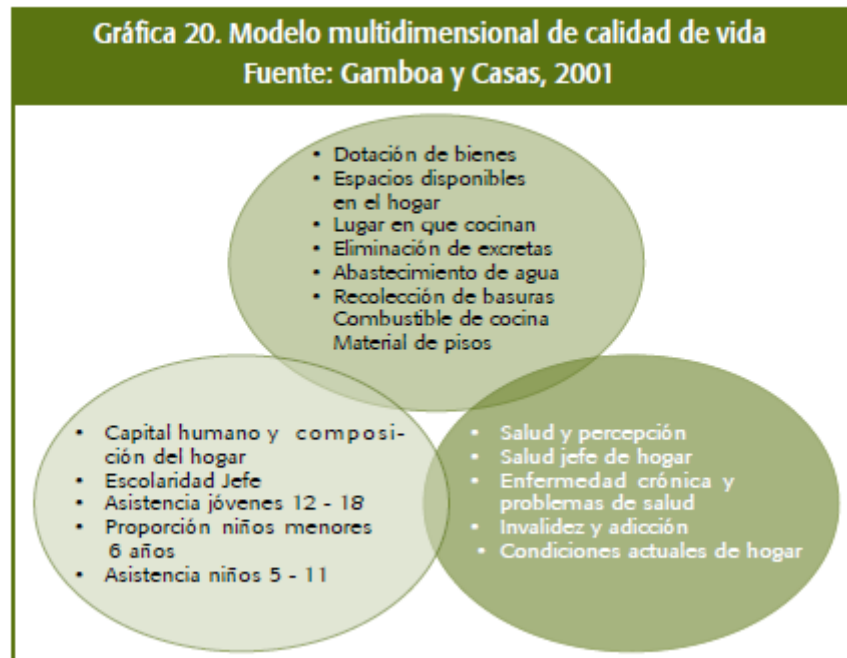 Gráfica 20. Modelo multidimensional de calidad de vida
Fuente: Gamboa y Casas, 2001
• Dotación de bienes
• Espacios disponibles
en el hogar
• Lugar en que cocinan
• Eliminación de excretas
• Abastecimiento de agua
• Recolección de basuras
Combustible de cocina
Material de pisos
• Capital humano y composi-
ción del hogar
• Escolaridad Jefe
• Asistencia jóvenes 12 - 18
• Proporción niños menores
6 años
• Asistencia niños 5 - 11
• Salud y percepción
• Salud jefe de hogar
• Enfermedad crónica y
problemas de salud
• Invalidez y adicción
• Condiciones actuales de hogar